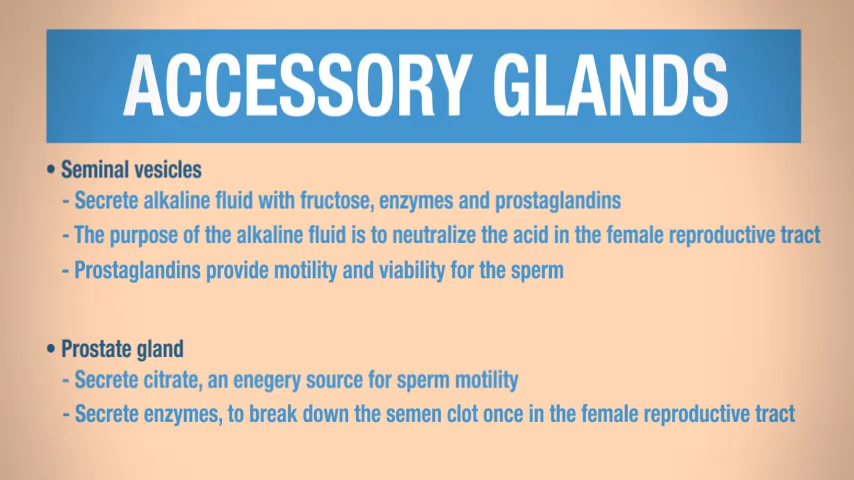 ACCESSORY GLANDS
• Seminal vesicles
- Secrete alkaline fluid with fructose, enzymes and prostaglandins
- The purpose of the alkaline fluid is to neutralize the acid in the female reproductive tract
- Prostaglandins provide motility and viability for the sperm
• Prostate gland
- Secrete citrate, an enegery source for sperm motility
- Secrete enzymes, to break down the semen clot once in the female reproductive tract